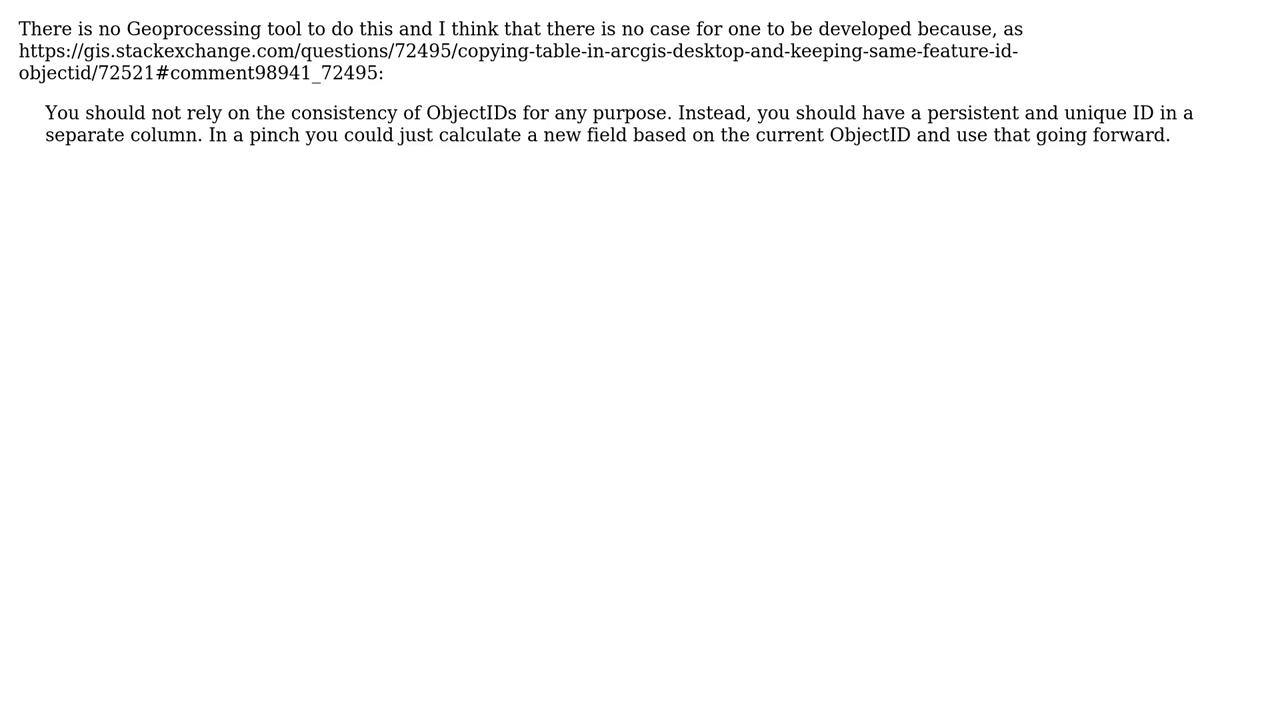 There is no Geoprocessing tool to do this and I think that there is no case for one to be developed because, as
https://gis.stackexchange.com/questions/72495/copying-table-in-arcgis-desktop-and-keeping-same-feature-id-
objectid/72521#comment98941_72495:
You should not rely on the consistency of ObjectIDs for any purpose. Instead, you should have a persistent and unique ID in a
separate column. In a pinch you could just calculate a new field based on the current ObjectID and use that going forward.